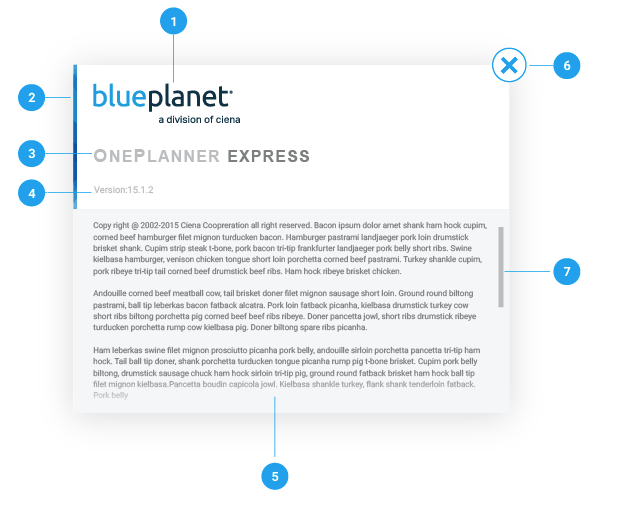 1
blueplanet
a division of ciena
2
3
ONEPLANNER EXPRESS
4
Version:15.1.2
6
Copy right @ 2002-2015 Ciena Coopreration all right reserved. Bacon ipsum dolor amet shank ham hock cupim,
corned beef hamburger filet mignon turducken bacon. Hamburger pastrami landjaeger pork loin drumstick
brisket shank. Cupim strip steak t-bone, pork bacon tri-tip frankfurter landjaeger pork belly short ribs. Swine
kielbasa hamburger, venison chicken tongue short loin porchetta corned beef pastrami. Turkey shankle cupim,
pork ribeye tri-tip tail corned beef drumstick beef ribs. Ham hock ribeye brisket chicken.
7
Andouille corned beef meatball cow, tail brisket doner filet mignon sausage short loin. Ground round biltong
pastrami, ball tip leberkas bacon fatback alcatra. Pork loin fatback picanha, kielbasa drumstick turkey cow
short ribs biltong porchetta pig corned beef beef ribs ribeye. Doner pancetta jowl, short ribs drumstick ribeye
turducken porchetta rump cow kielbasa pig. Doner biltong spare ribs picanha.
Ham leberkas swine filet mignon prosciutto picanha pork belly, andouille sirloin porchetta pancetta tri-tip ham
hock. Tail ball tip doner, shank porchetta turducken tongue picanha rump pig t-bone brisket. Cupim pork belly
biltong, drumstick sausage chuck ham hock sirloin tri-tip pig, ground round fatback brisket ham hock ball tip
filet mignon kielbasa.Pancetta boudin capicola jowl. Kielbasa shankle turkey, flank shank tenderloin fatback.
Pork belly
5